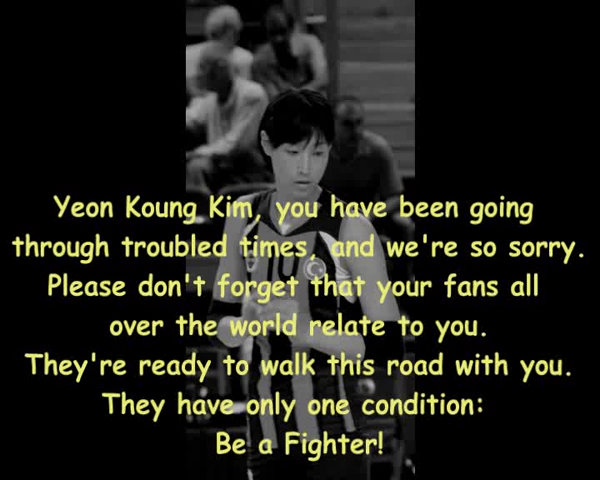 Yeon Koung Kim, you have been going
through troubled times, and we're so sorry.
Please don't forget that your fans all
over the world relate to you.
They're ready to walk this road with you.
They have only one condition:
Be a Fighter!
10